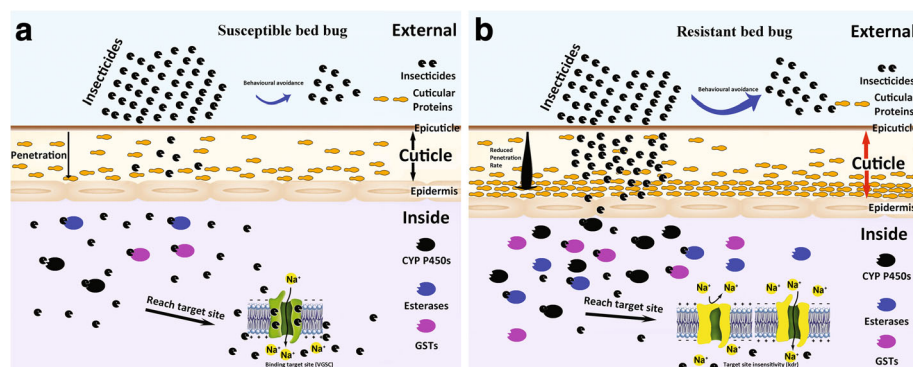 a
Susceptible bed bug
External
Insecticides
Behavioural avoidance
Insecticides
Cuticular
Proteins
Epicuticle
Penetration
Cuticle
Epidermis
Inside
CYP P450s
Na⁺
Reach target site
Esterases
Na⁺
Na⁺
Na⁺
GSTs
Binding target site (VGSC)
b
Resistant bed bug
External
Insecticides
Behavioural avoidance
Insecticides
Cuticular
Proteins
Epicuticle
Reduced
Penetration
Rate
Cuticle
Epidermis
Inside
CYP P450s
Na⁺
Na⁺
Na⁺
Na⁺
Na⁺
Reach target site
Esterases
Na⁺
Na⁺
GSTs
Target site insensitivity (kdr)